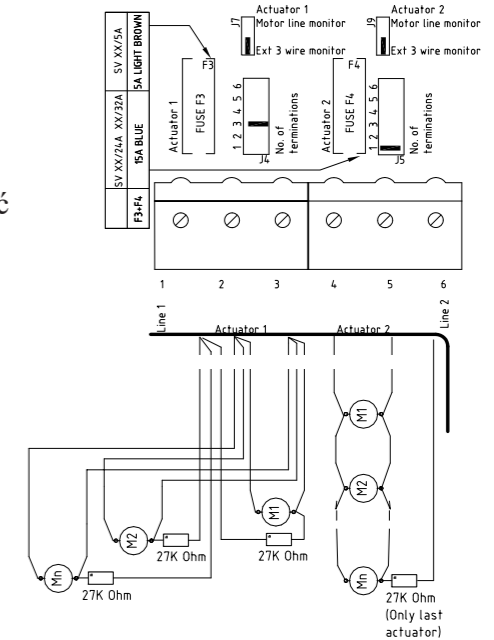 Actuator 1
Motor line monitor
Ext 3 wire monitor
J7
Actuator 2
Motor line monitor
Ext 3 wire monitor
J9
SV XX/5A
5A LIGHT BROWN
SV XX/24A XX/32A
15A BLUE
F3+F4
Actuator 1
FUSE F3
F3
1 2 3 4 5 6
J4
No. of
terminations
Actuator 2
FUSE F4
F4
1 2 3 4 5 6
J5
No. of
terminations
ć
1 2 3 4 5 6
Line 1
Actuator 1
Actuator 2
Line 2
M1
M2
Mn
27K Ohm
(Only last
actuator)
M1
27K Ohm
M2
27K Ohm
Mn
27K Ohm